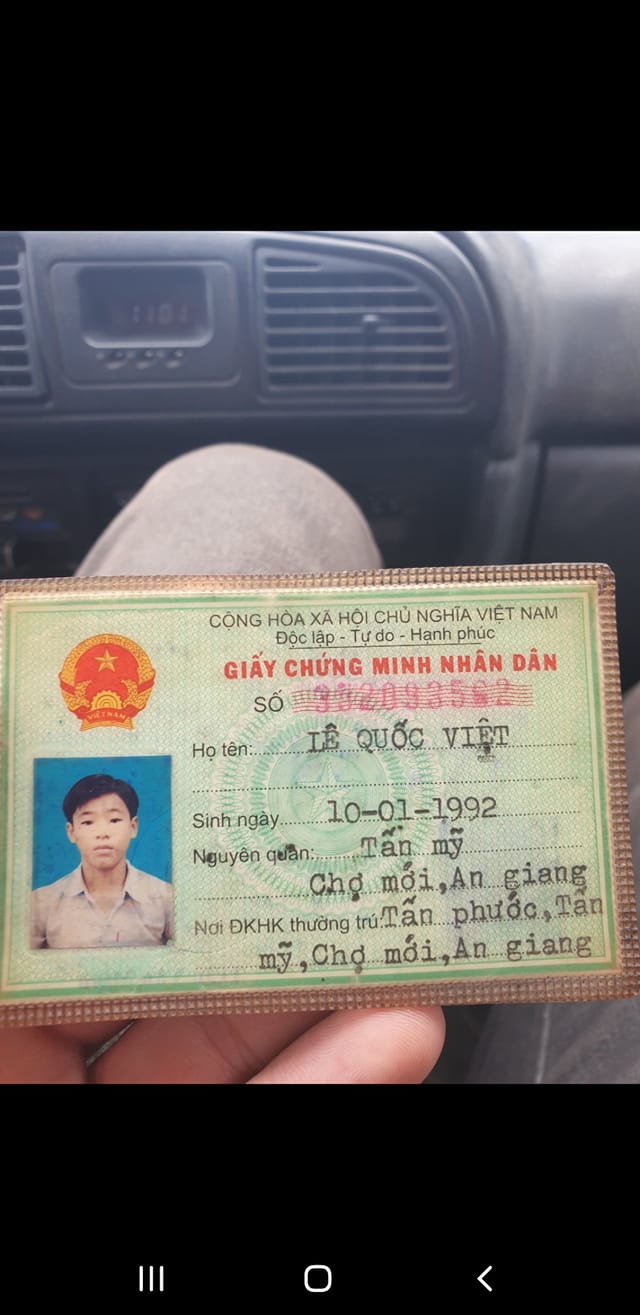 CỘNG HÒA XÃ HỘI CHỦ NGHĨA VIỆT NAM
Độc lập - Tự do - Hạnh phúc
GIẤY CHỨNG MINH NHÂN DÂN
SỐ
VIỆT NAM
Họ tên: LÊ QUỐC VIỆT
Sinh ngày 10-01-1992
Nguyên quán: Tấn mỹ
Chợ mới,An giang
Nơi ĐKHK thường trú: Tấn phước,Tấn
mỹ,Chợ mới,An giang